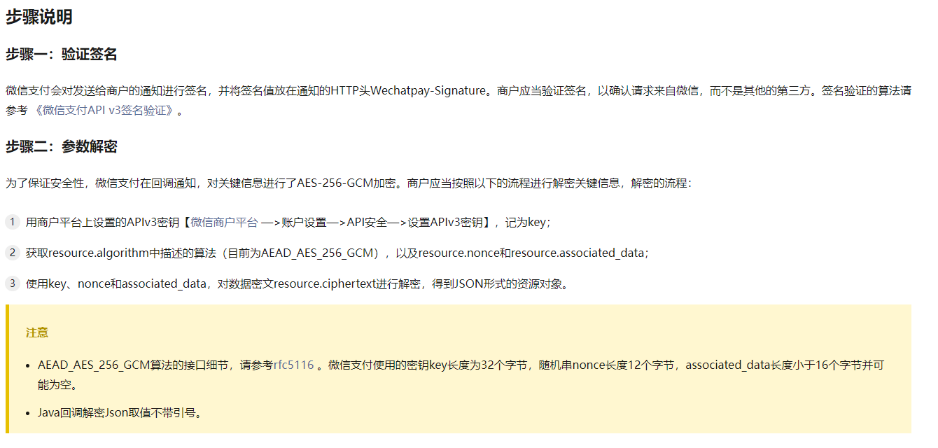 步骤说明
步骤一：验证签名
微信支付会对发送给商户的通知进行签名，并将签名值放在通知的HTTP头Wechatpay-Signature。商户应当验证签名，以确认请求来自微信，而不是其他的第三方。签名验证的算法请
参考 《微信支付API v3签名验证》。
步骤二：参数解密
为了保证安全性，微信支付在回调通知，对关键信息进行了AES-256-GCM加密。商户应当按照以下的流程进行解密关键信息，解密的流程：
1 用商户平台上设置的APIv3密钥【微信商户平台 —>账户设置—>API安全—>设置APIv3密钥】，记为key；
2 获取resource.algorithm中描述的算法（目前为AEAD_AES_256_GCM），以及resource.nonce和resource.associated_data；
3 使用key、nonce和associated_data，对数据密文resource.ciphertext进行解密，得到JSON形式的资源对象。
注意
• AEAD_AES_256_GCM算法的接口细节，请参考rfc5116 。微信支付使用的密钥key长度为32个字节，随机串nonce长度12个字节，associated_data长度小于16个字节并可
能为空。
• Java回调解密Json取值不带引号。